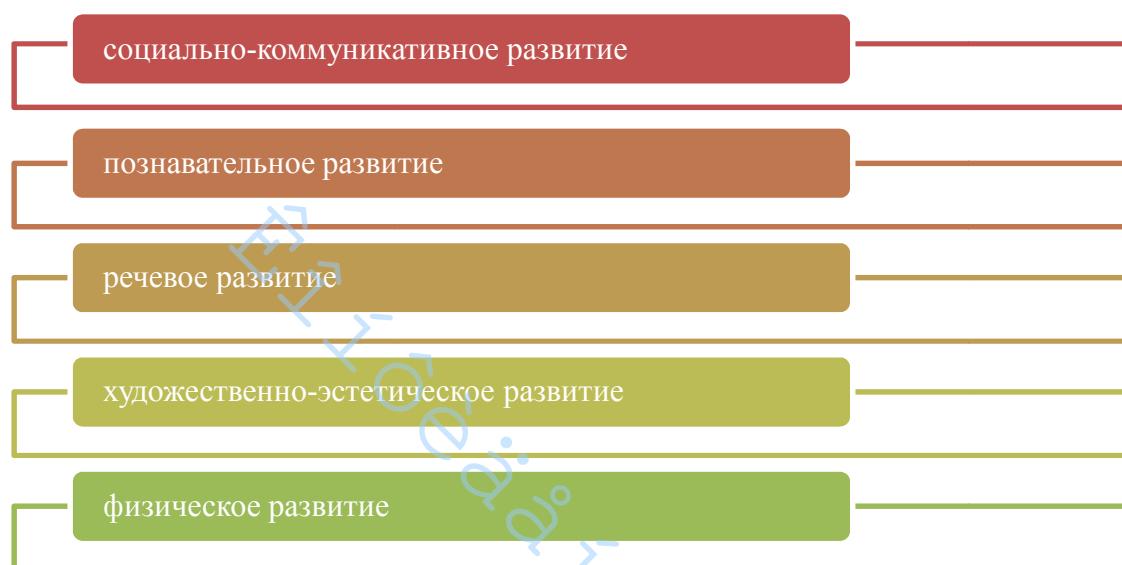 социально-коммуникативное развитие
познавательное развитие
речевое развитие
художественно-эстетическое развитие
физическое развитие